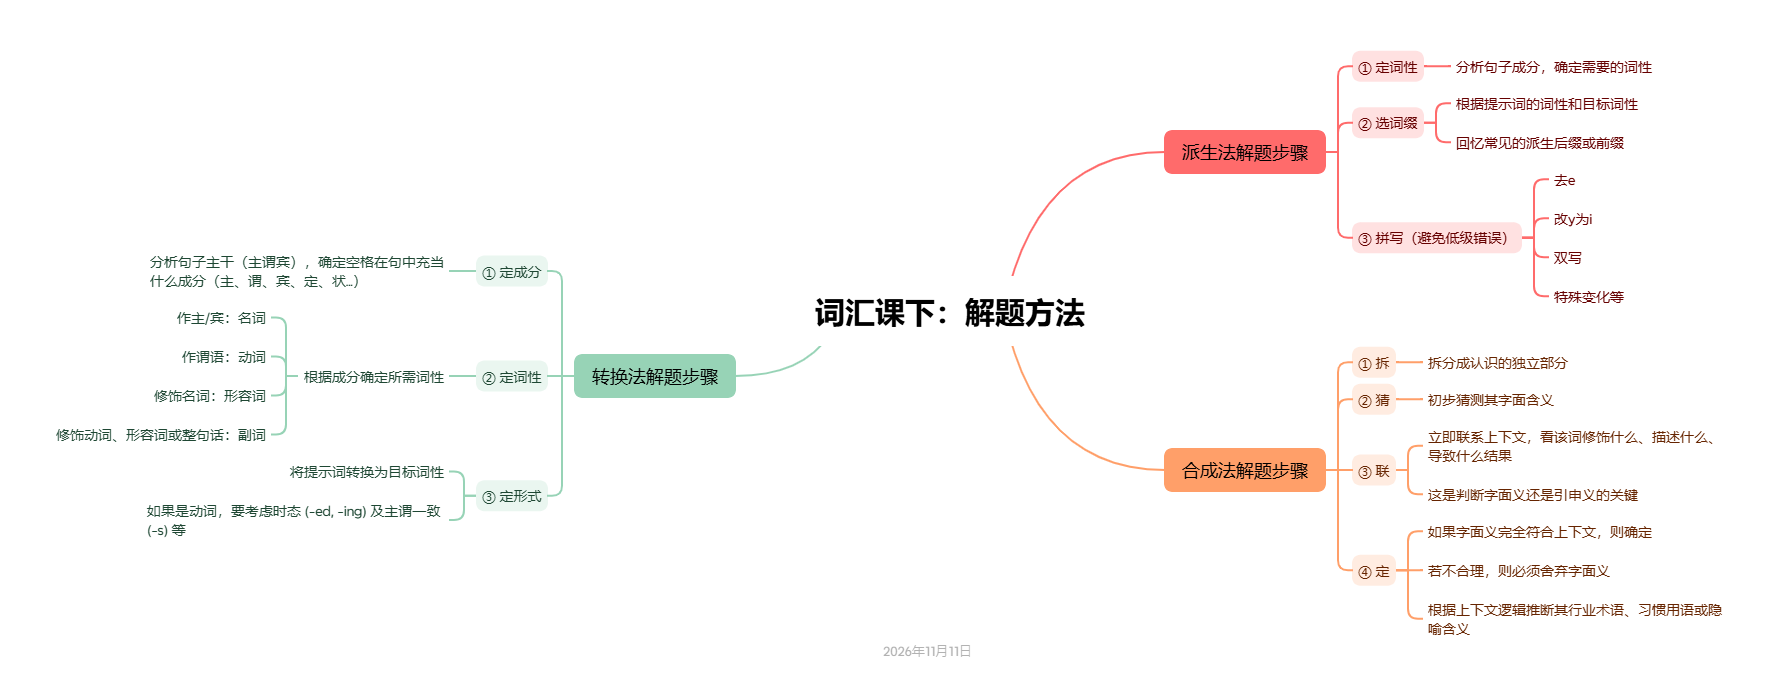 词汇课下：解题方法
派生法解题步骤
① 定词性
分析句子成分，确定需要的词性
② 选词缀
根据提示词的词性和目标词性
回忆常见的派生后缀或前缀
③ 拼写（避免低级错误）
去e
改y为i
双写
特殊变化等
合成法解题步骤
① 拆
拆分成认识的独立部分
② 猜
初步猜测其字面含义
③ 联
立即联系上下文，看该词修饰什么、描述什么、
导致什么结果
这是判断字面义还是引申义的关键
④ 定
如果字面义完全符合上下文，则确定
若不合理，则必须舍弃字面义
根据上下文逻辑推断其行业术语、习惯用语或隐
喻含义
转换法解题步骤
① 定成分
分析句子主干（主谓宾），确定空格在句中充当
什么成分（主、谓、宾、定、状...）
② 定词性
根据成分确定所需词性
作主/宾：名词
作谓语：动词
修饰名词：形容词
修饰动词、形容词或整句话：副词
③ 定形式
将提示词转换为目标词性
如果是动词，要考虑时态 (-ed, -ing) 及主谓一致
(-s) 等
2026年11月11日